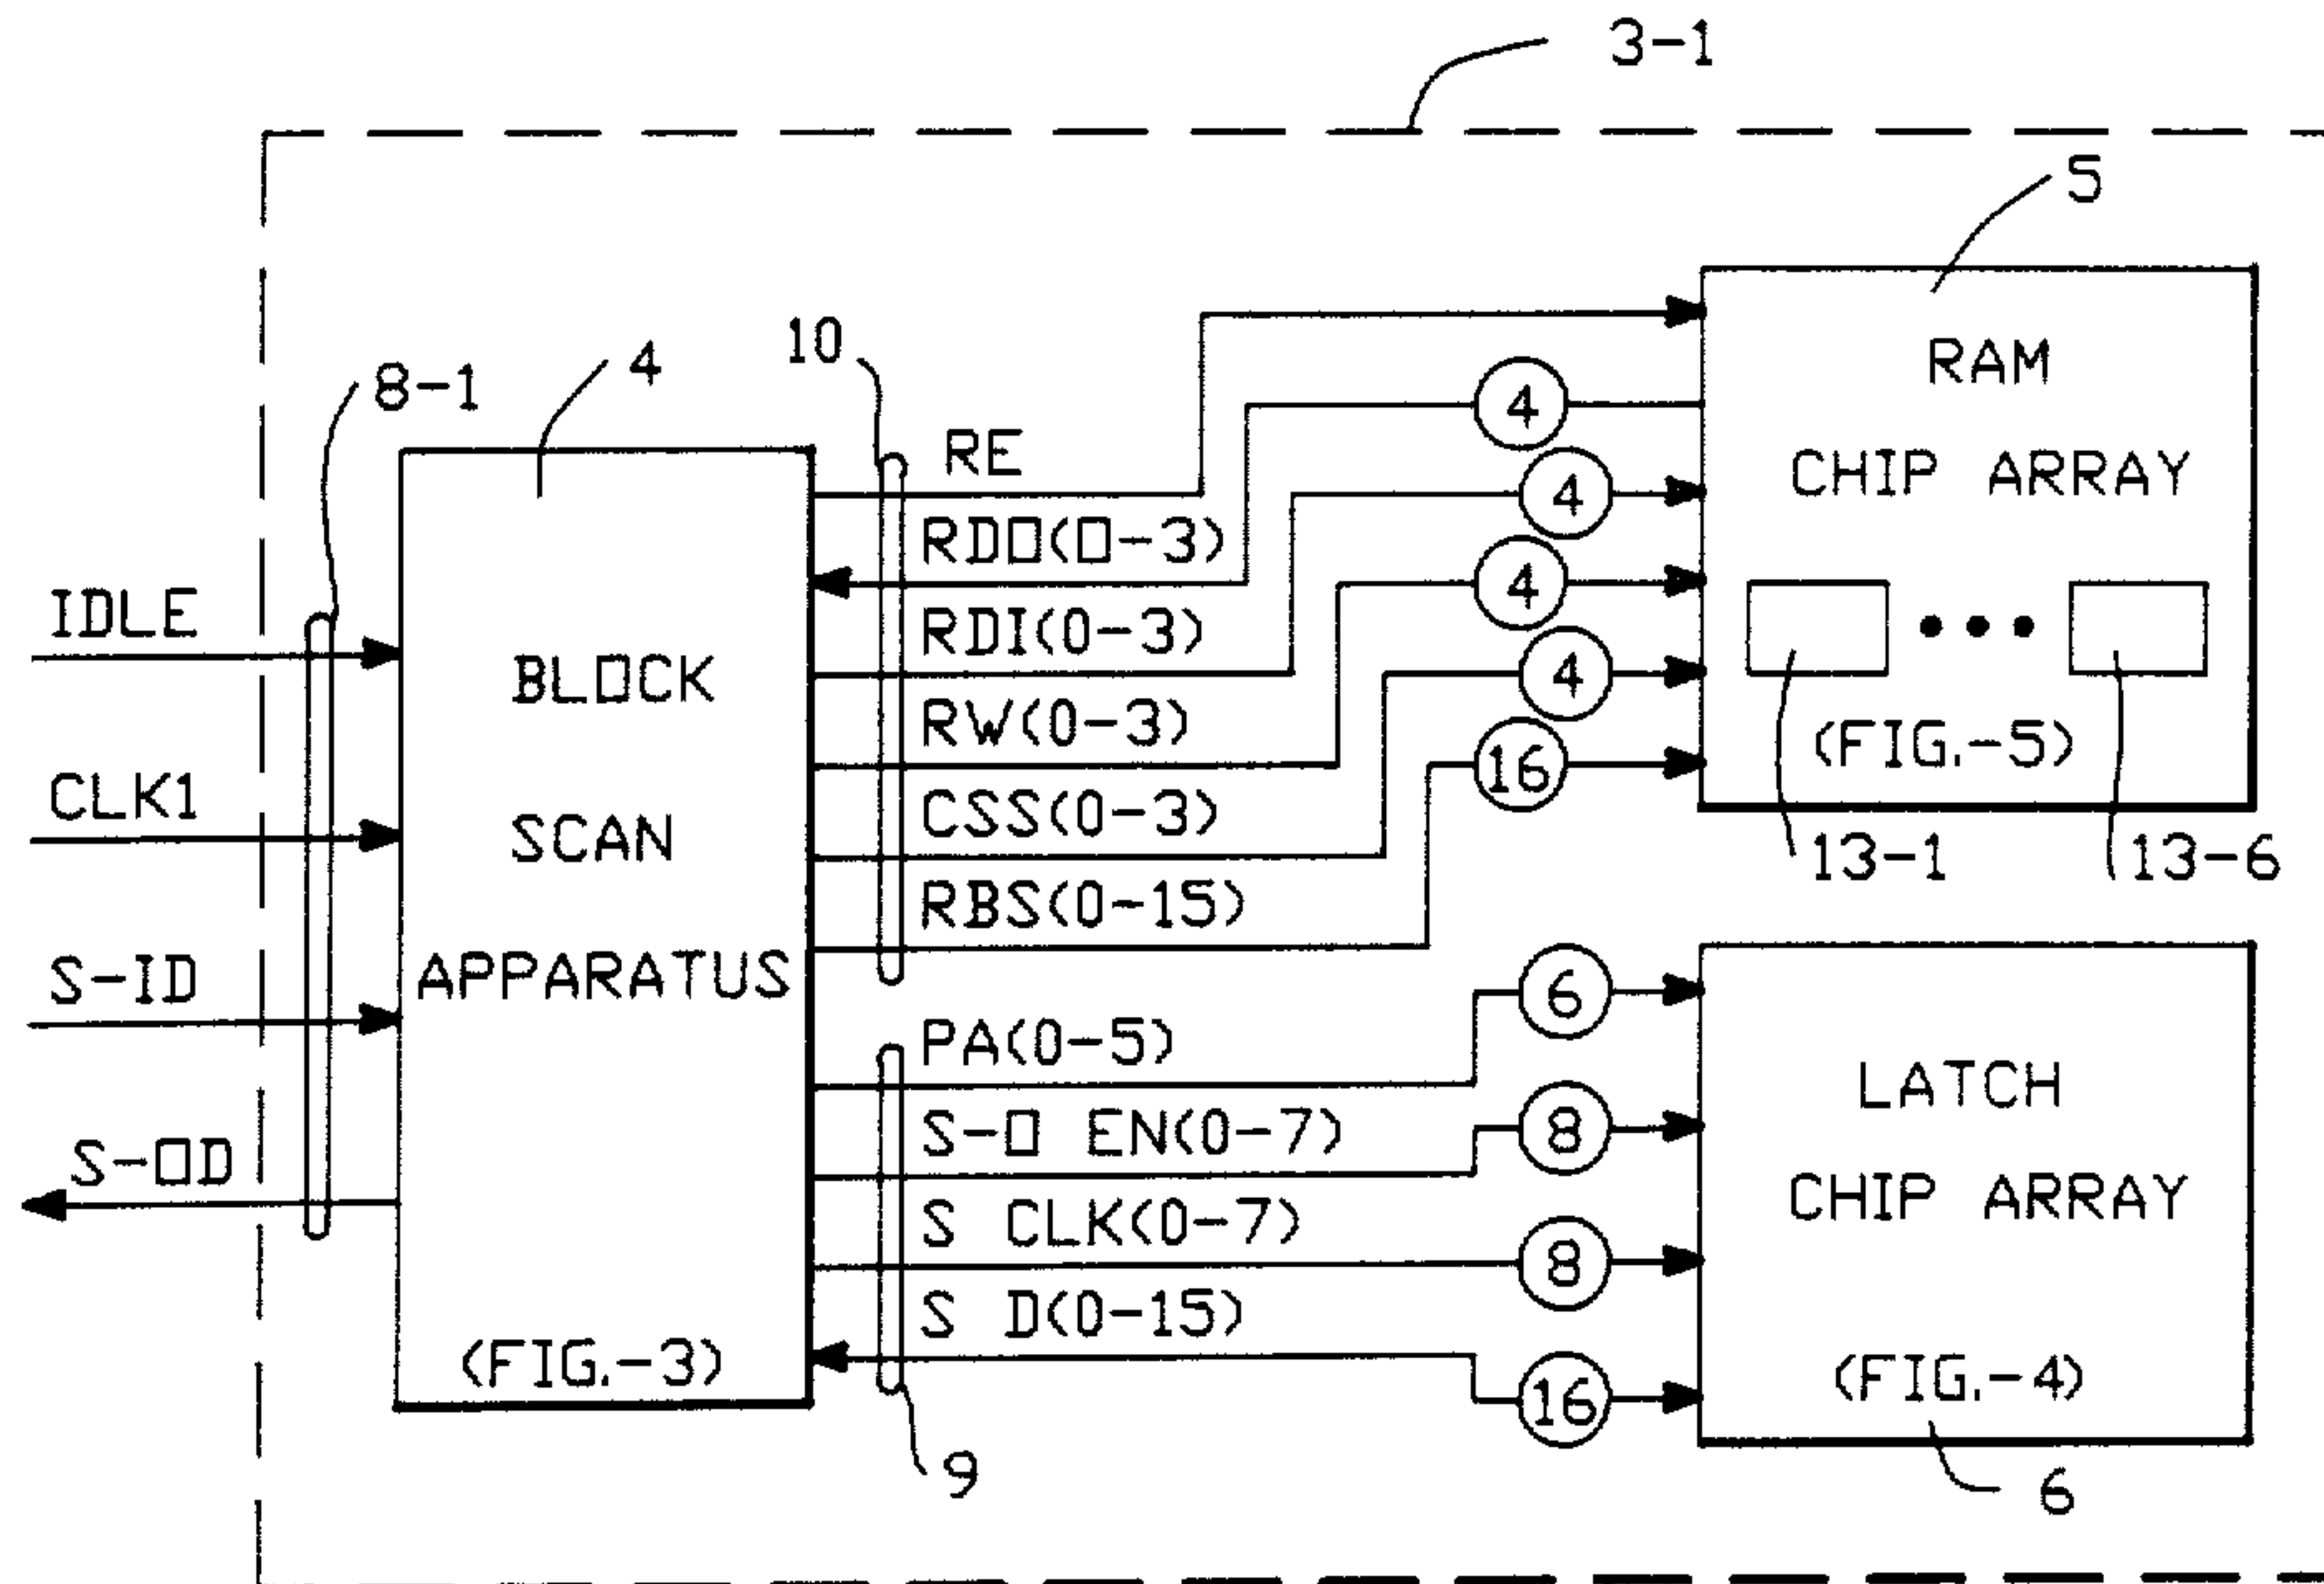 3-1
5
10
8-1
4
RAM
CHIP ARRAY
(FIG.-5)
13-1
13-6
4
4
4
4
16
RE
RDO(0-3)
RDI(0-3)
RW(0-3)
CSS(0-3)
RBS(0-15)
IDLE
CLK1
S-ID
S-OD
BLOCK
SCAN
APPARATUS
(FIG.-3)
PA(0-5)
S-O EN(0-7)
S CLK(0-7)
S D(0-15)
6
8
8
16
LATCH
CHIP ARRAY
(FIG.-4)
9
6